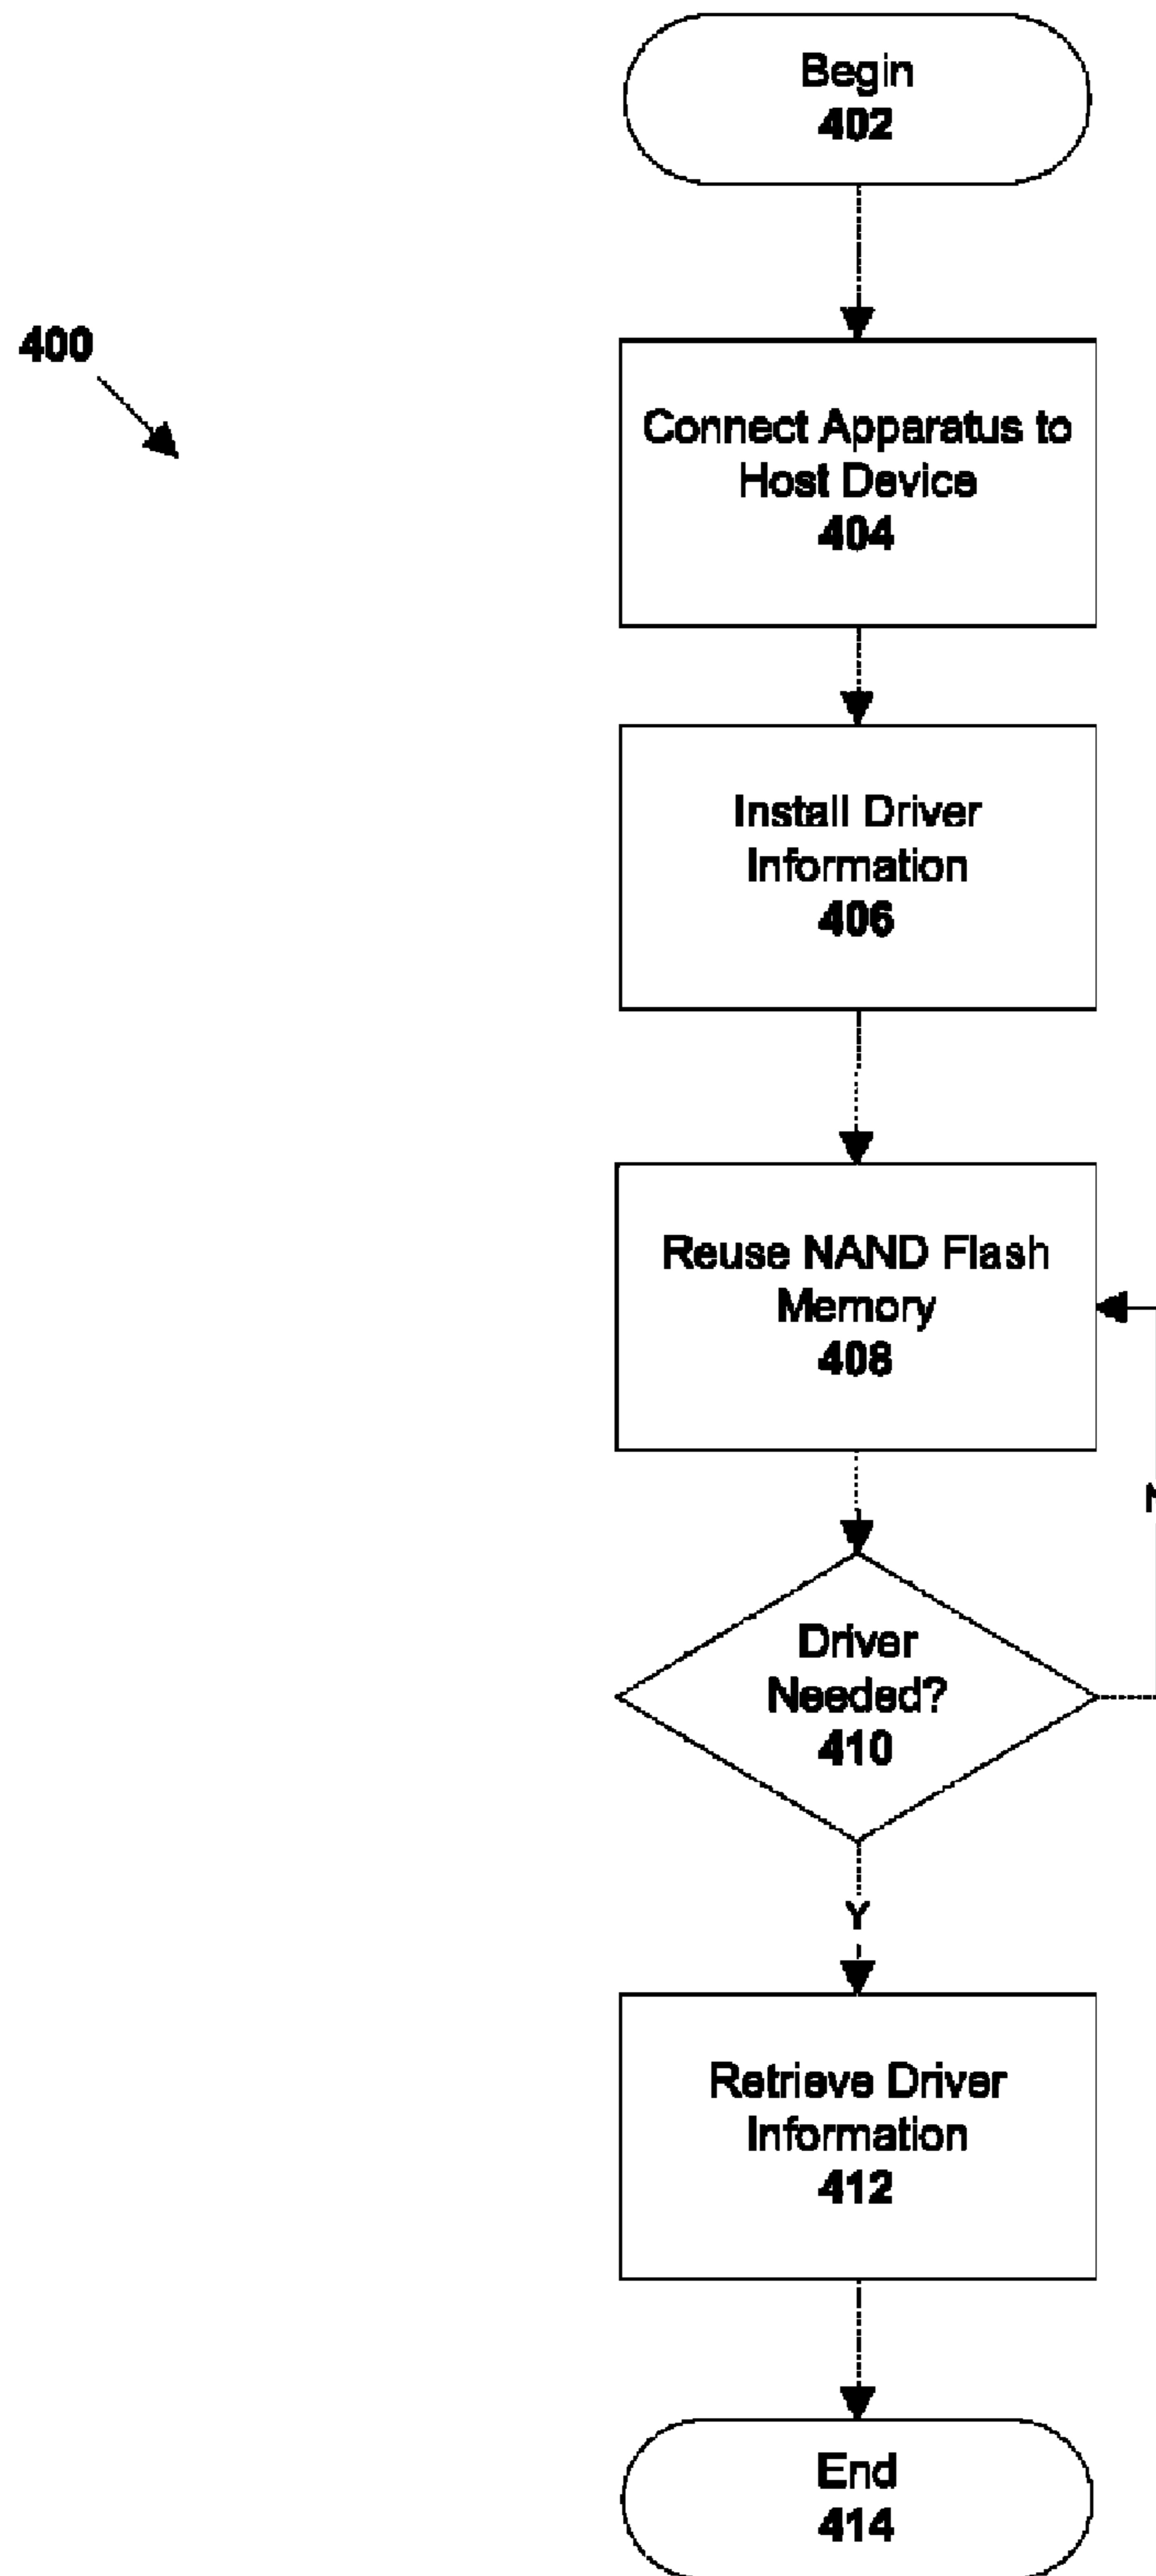 Begin
402
400
Connect Apparatus to
Host Device
404
Install Driver
Information
406
Reuse NAND Flash
Memory
408
N
Driver
Needed?
410
Y
Retrieve Driver
Information
412
End
414